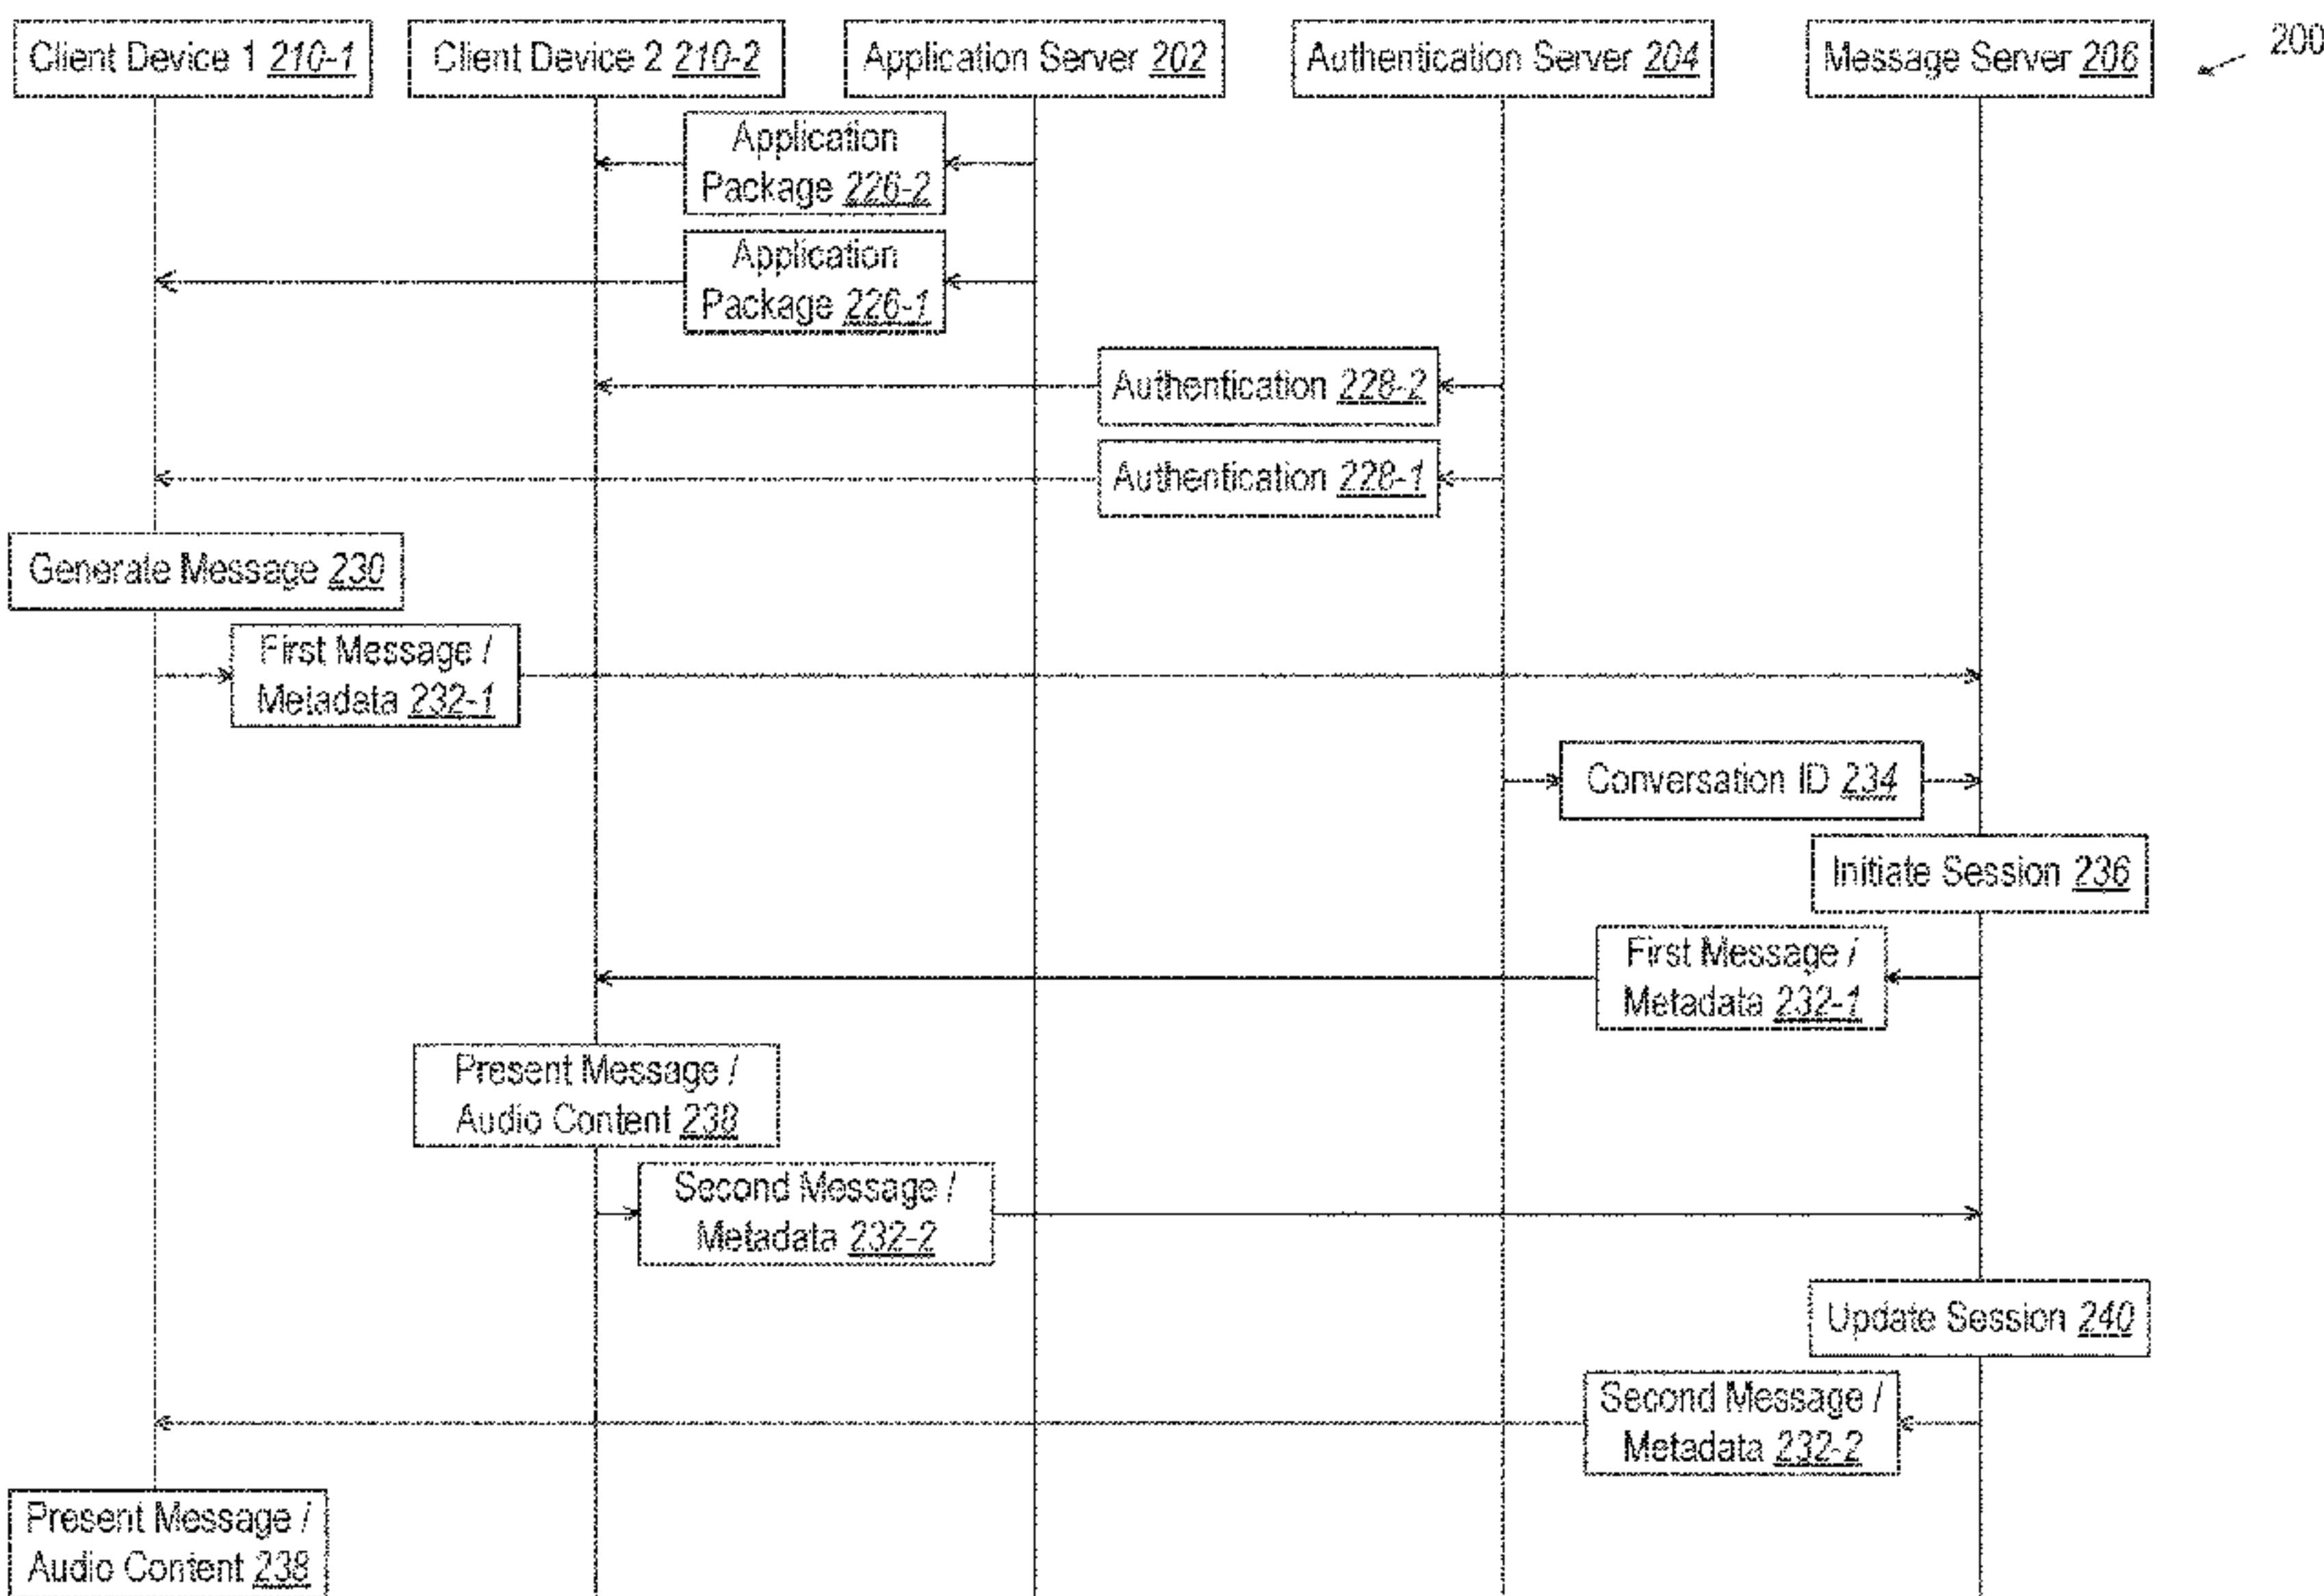 Client Device 1 210-1
Client Device 2 210-2
Application Server 202
Authentication Server 204
Message Server 206
200
Application
Package 226-2
Application
Package 226-1
Authentication 228-2
Authentication 228-1
Generate Message 230
First Message /
Metadata 232-1
Conversation ID 234
Initiate Session 236
First Message /
Metadata 232-1
Present Message /
Audio Content 238
Second Message /
Metadata 232-2
Update Session 240
Second Message /
Metadata 232-2
Present Message /
Audio Content 238